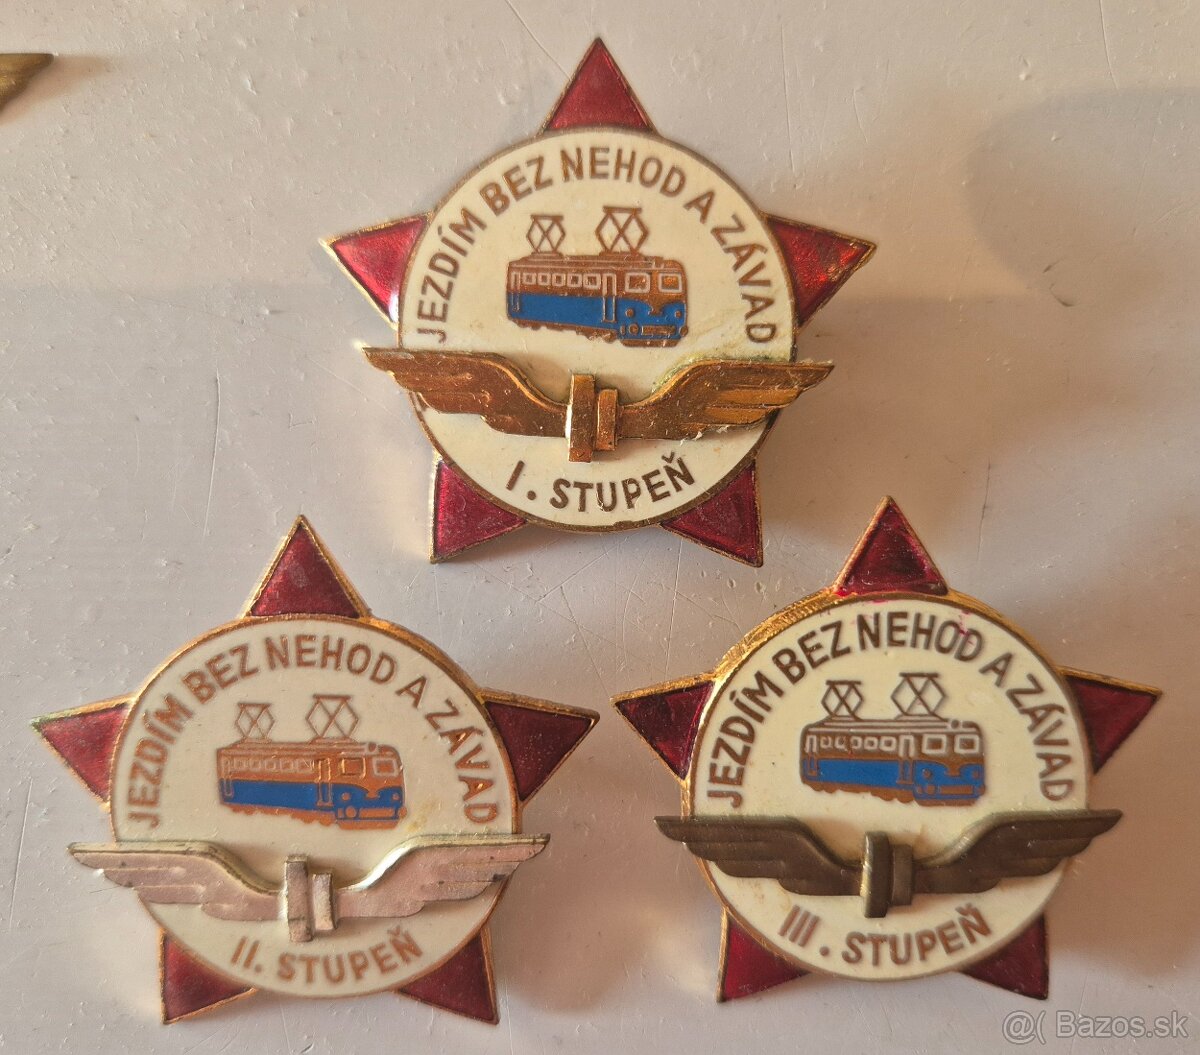 JEZDÍM BEZ NEHOD A ZÁVAD
I. STUPEŇ
JEZDÍM BEZ NEHOD A ZÁVAD
II. STUPEŇ
JEZDÍM BEZ NEHOD A ZÁVAD
III. STUPEŇ
@( Bazos.sk